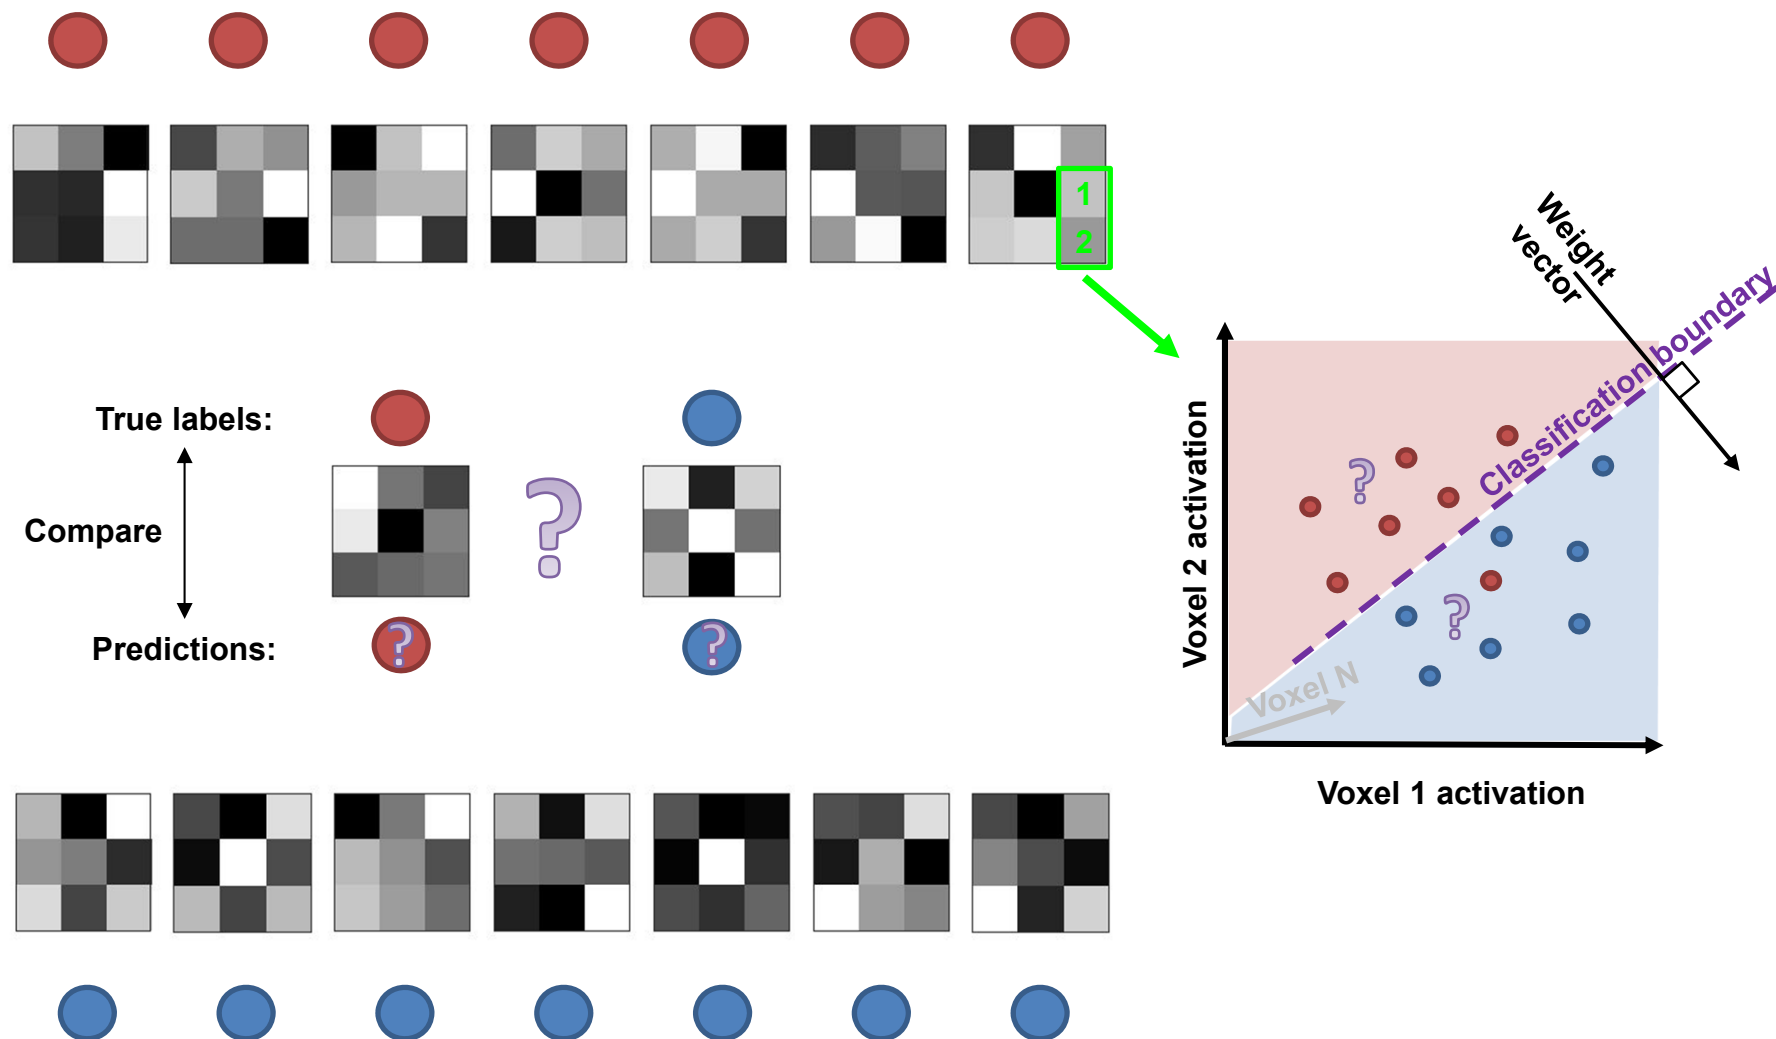 1
2
Weight
vector
Classification boundary
True labels:
?
Compare
Predictions:
?
?
Voxel 2 activation
?
?
Voxel N
Voxel 1 activation